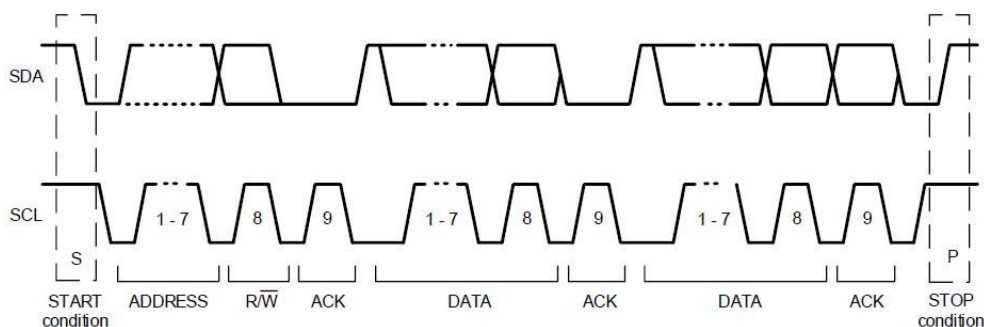 SDA
SCL
1 - 7 8 9 1 - 7 8 9 1 - 7 8 9
S P
START ADDRESS R/W̅ ACK DATA ACK DATA ACK STOP
condition condition